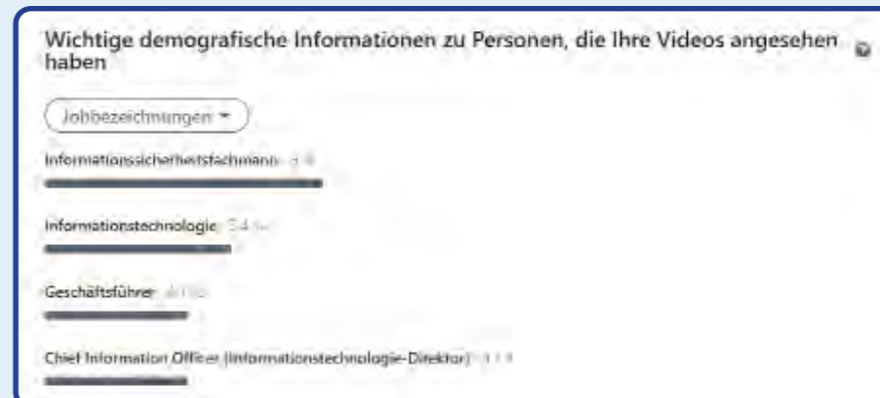 Wichtige demografische Informationen zu Personen, die Ihre Videos angesehen
haben
Jobbezeichnungen
Informationssicherheitsfachmann
Informationstechnologie
Geschäftsführer
Chief Information Officer (Informationstechnologie-Direktor)